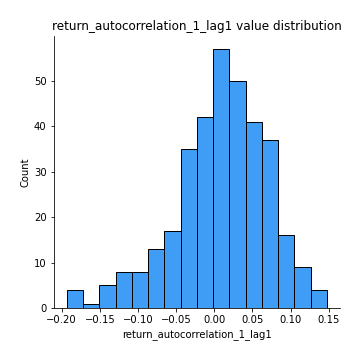 return_autocorrelation_1_lag1 value distribution
50
40
30
20
10
0
Count
−0.20 −0.15 −0.10 −0.05 0.00 0.05 0.10 0.15
return_autocorrelation_1_lag1